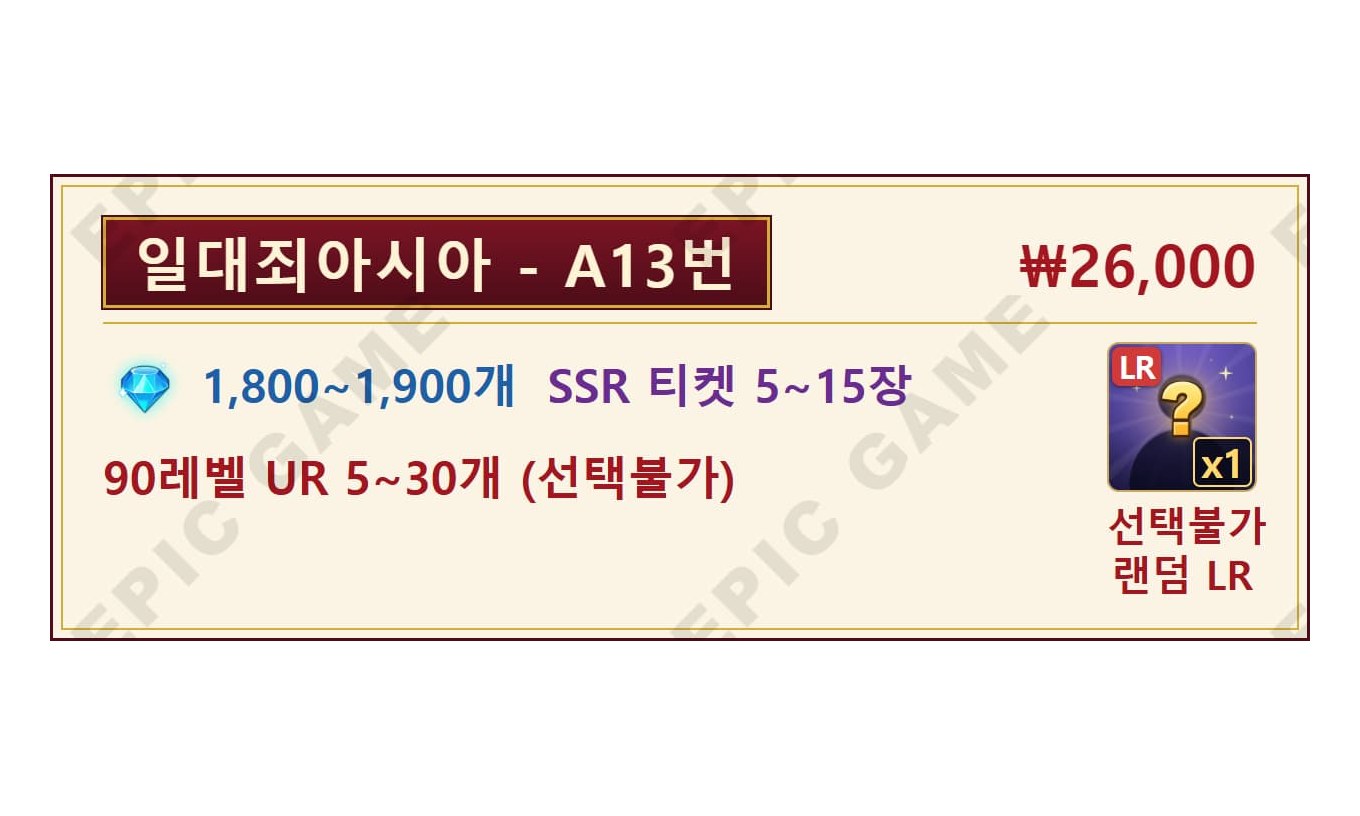 일대죄아시아 - A13번
₩26,000
1,800~1,900개 SSR 티켓 5~15장
90레벨 UR 5~30개 (선택불가)
LR
?
x1
선택불가
랜덤 LR
EPIC GAME
EPIC GAME